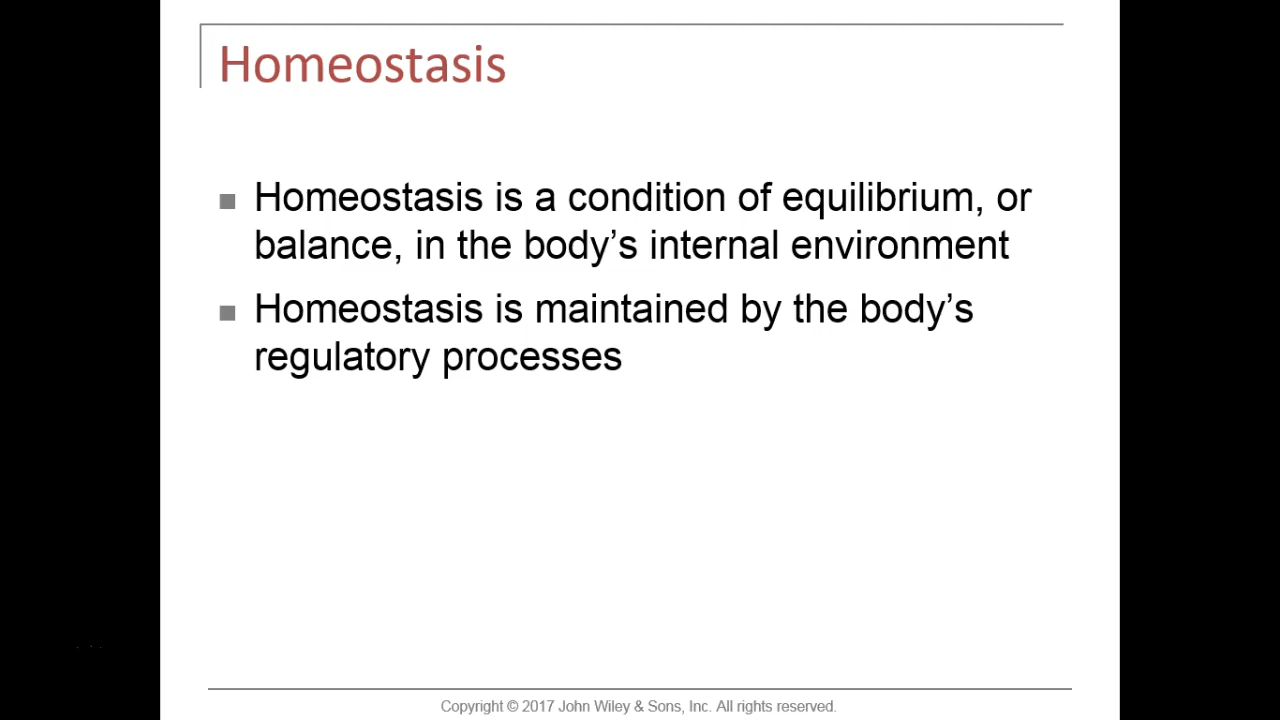 Homeostasis
Homeostasis is a condition of equilibrium, or
balance, in the body’s internal environment
Homeostasis is maintained by the body’s
regulatory processes
Copyright © 2017 John Wiley & Sons, Inc. All rights reserved.